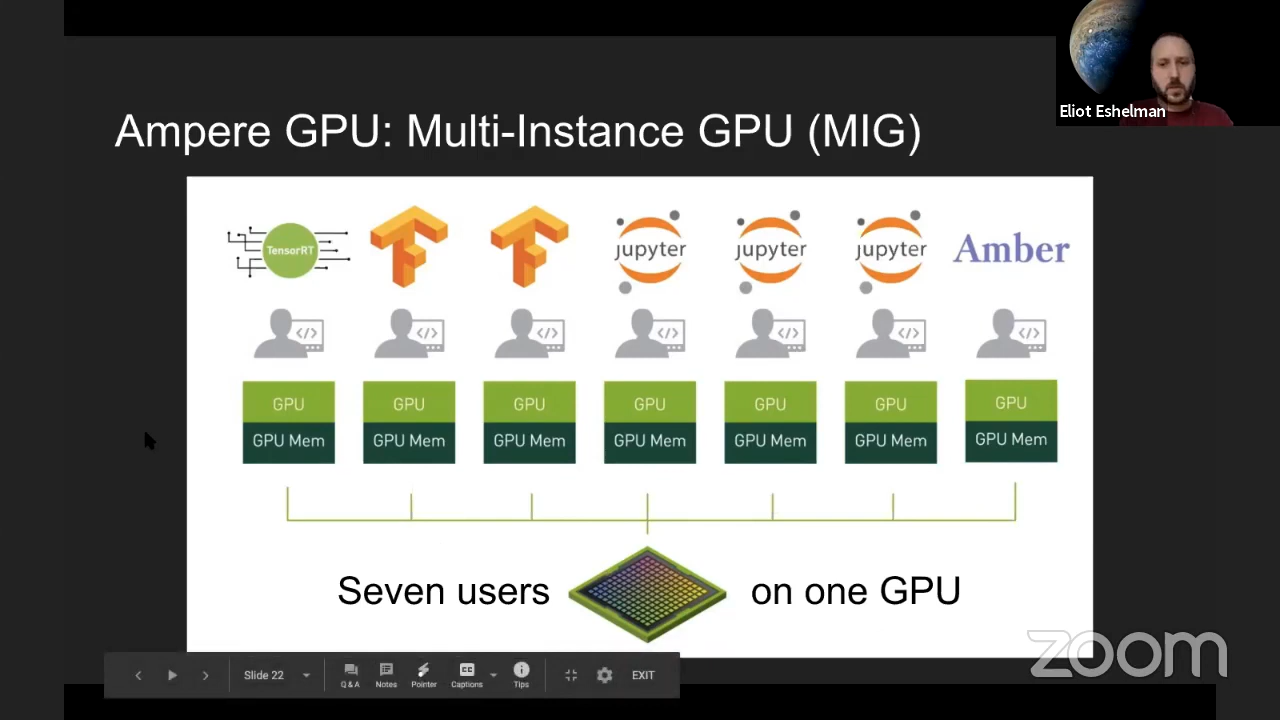 Eliot Eshelman
Ampere GPU: Multi-Instance GPU (MIG)
TensorRT
jupyter
jupyter
jupyter
Amber
GPU GPU GPU GPU GPU GPU GPU
GPU Mem GPU Mem GPU Mem GPU Mem GPU Mem GPU Mem GPU Mem
Seven users on one GPU
zoom
Slide 22
Q & A Notes Pointer Captions Tips
CC
EXIT